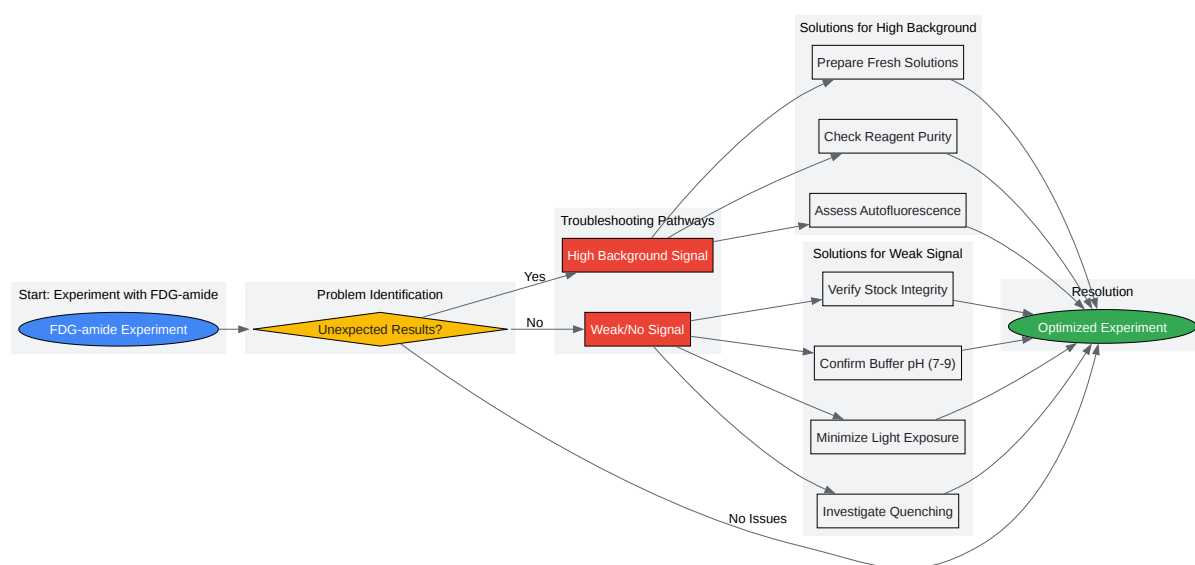 Start: Experiment with FDG-amide
FDG-amide Experiment
Problem Identification
Unexpected Results?
Yes
No
No Issues
Troubleshooting Pathways
High Background Signal
Weak/No Signal
Solutions for High Background
Prepare Fresh Solutions
Check Reagent Purity
Assess Autofluorescence
Solutions for Weak Signal
Verify Stock Integrity
Confirm Buffer pH (7-9)
Minimize Light Exposure
Investigate Quenching
Resolution
Optimized Experiment